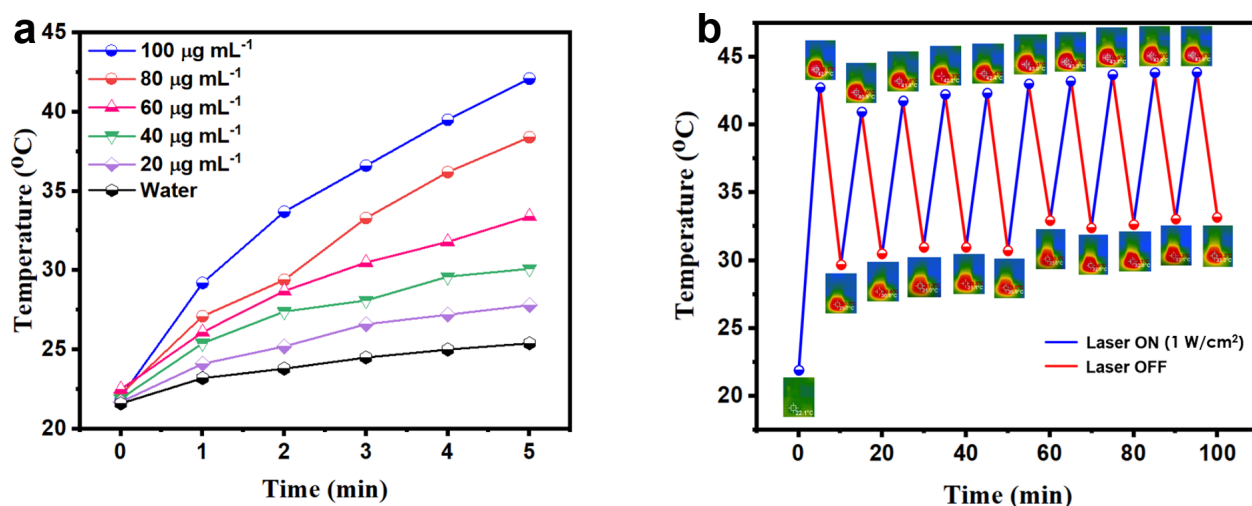 a
100 µg mL⁻¹
80 µg mL⁻¹
60 µg mL⁻¹
40 µg mL⁻¹
20 µg mL⁻¹
Water
45
40
35
30
25
20
Temperature (⁰C)
0 1 2 3 4 5
Time (min)
b
45
40
35
30
25
20
Temperature (⁰C)
22.1°C
Laser ON (1 W/cm²)
Laser OFF
0 20 40 60 80 100
Time (min)